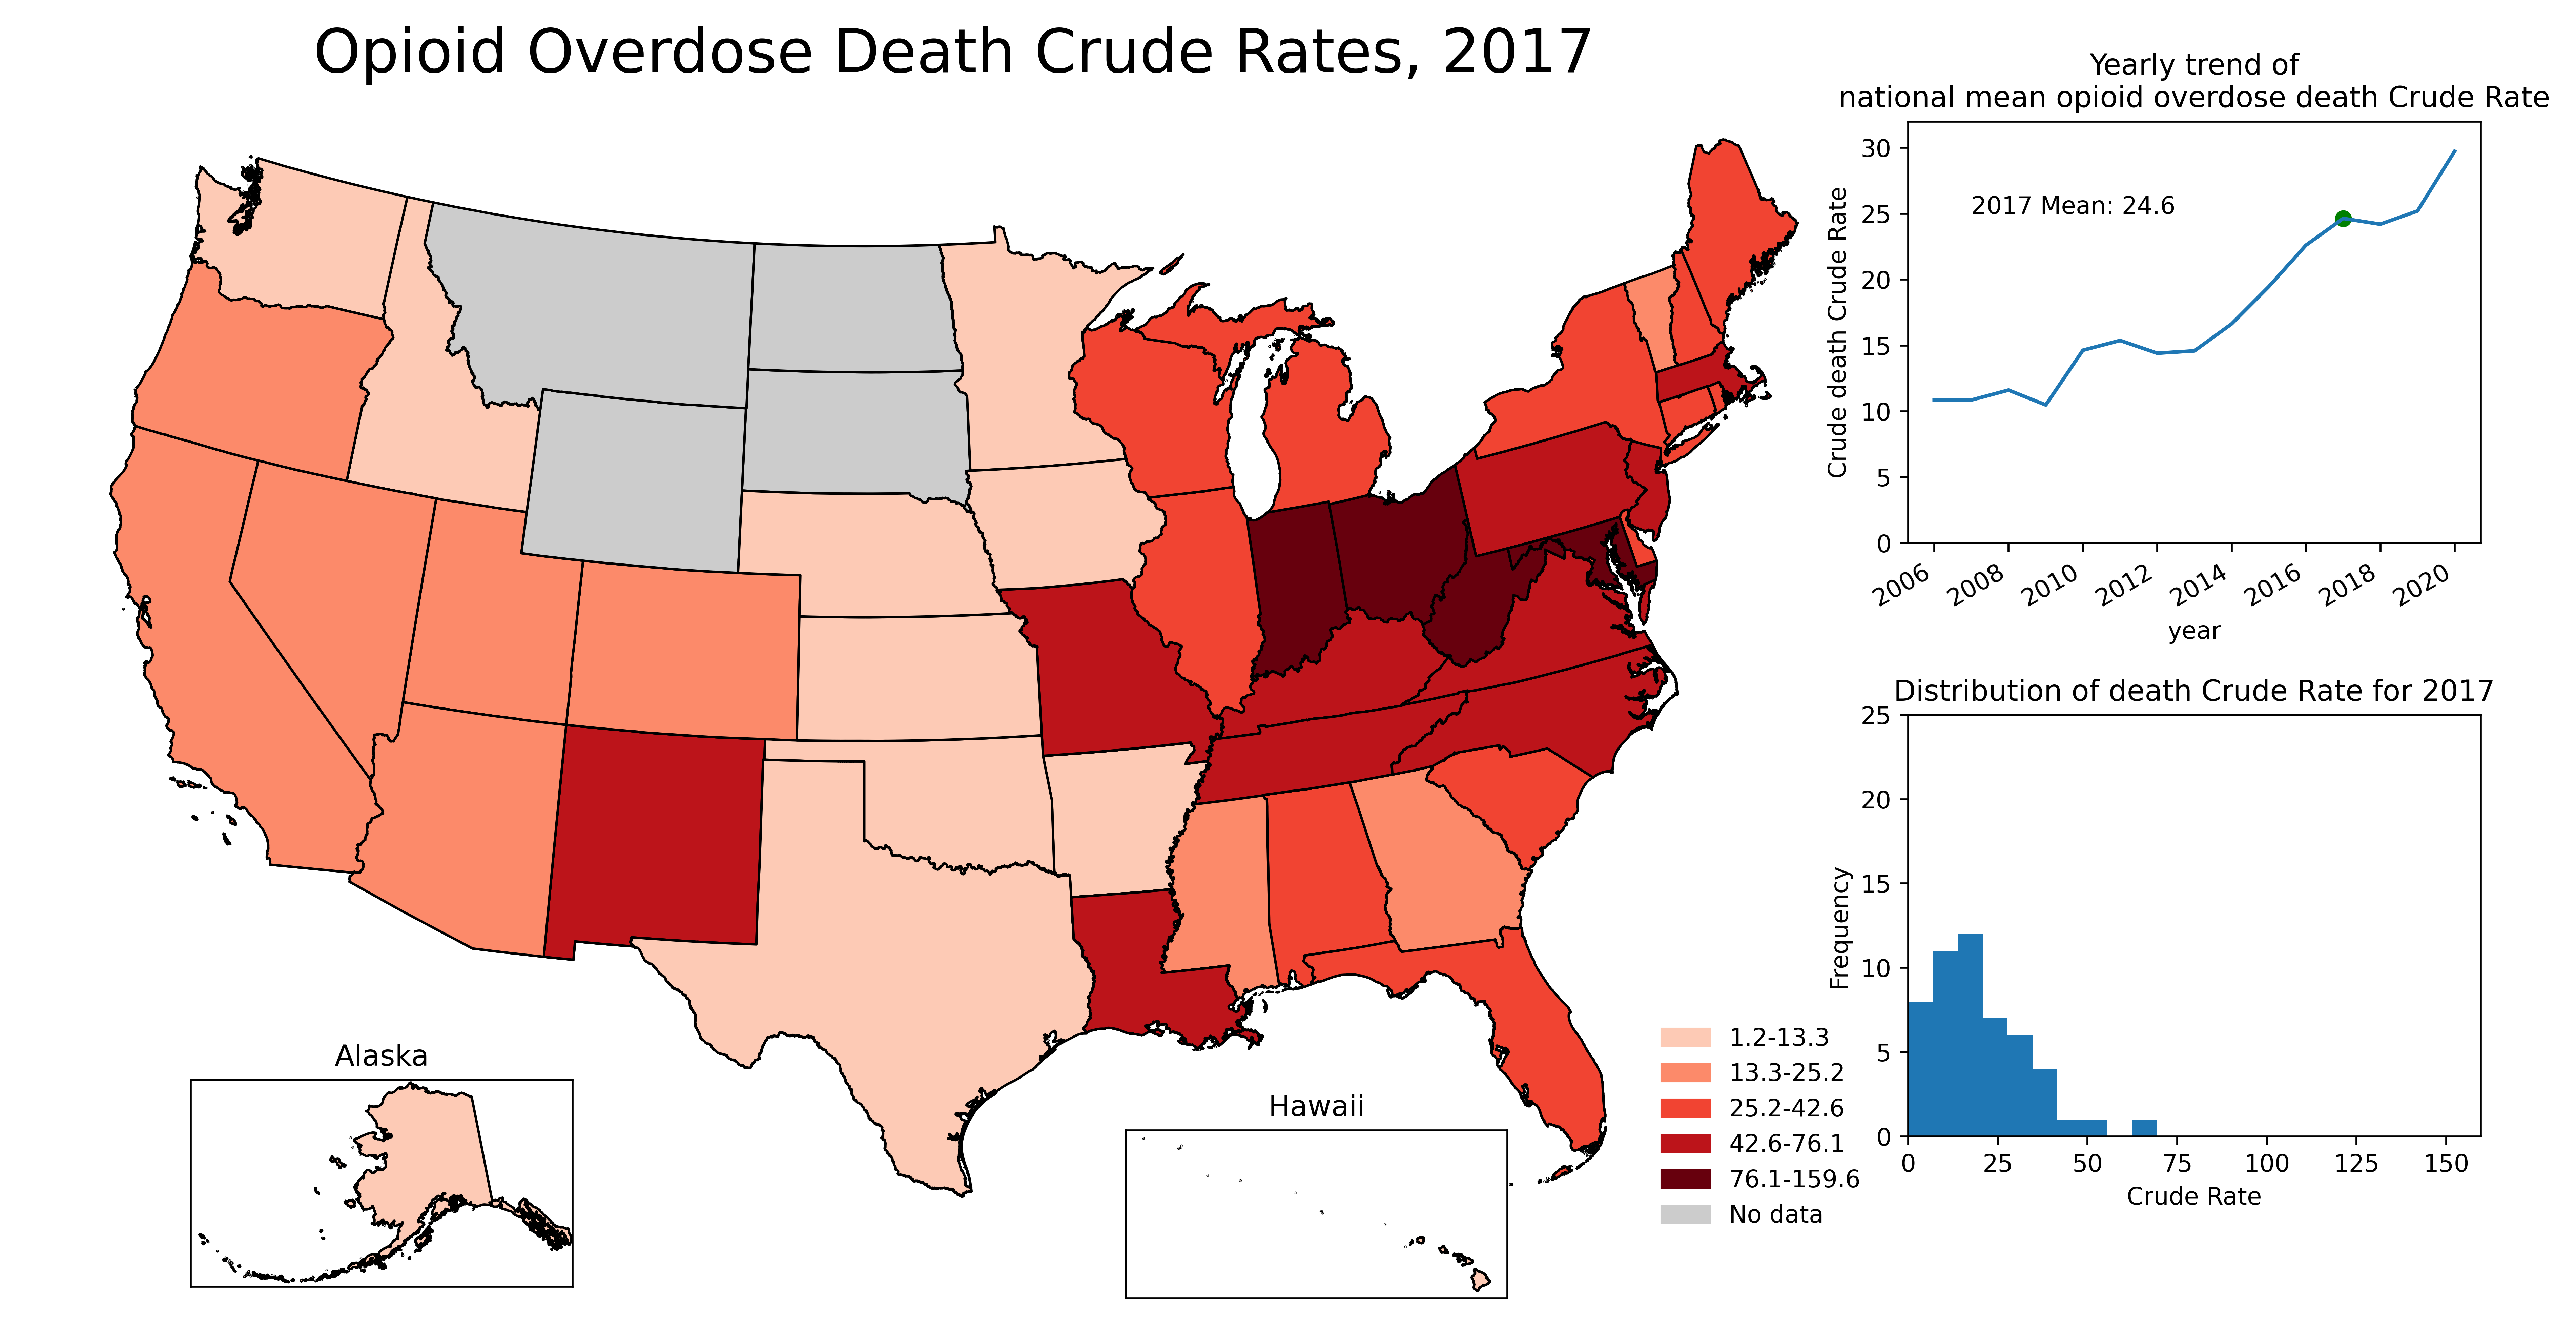 Opioid Overdose Death Crude Rates, 2017
Alaska
Hawaii
1.2-13.3
13.3-25.2
25.2-42.6
42.6-76.1
76.1-159.6
No data
Yearly trend of
national mean opioid overdose death Crude Rate
Crude death Crude Rate
30
25
20
15
10
5
0
2017 Mean: 24.6
2006 2008 2010 2012 2014 2016 2018 2020
year
Distribution of death Crude Rate for 2017
Frequency
25
20
15
10
5
0
0 25 50 75 100 125 150
Crude Rate